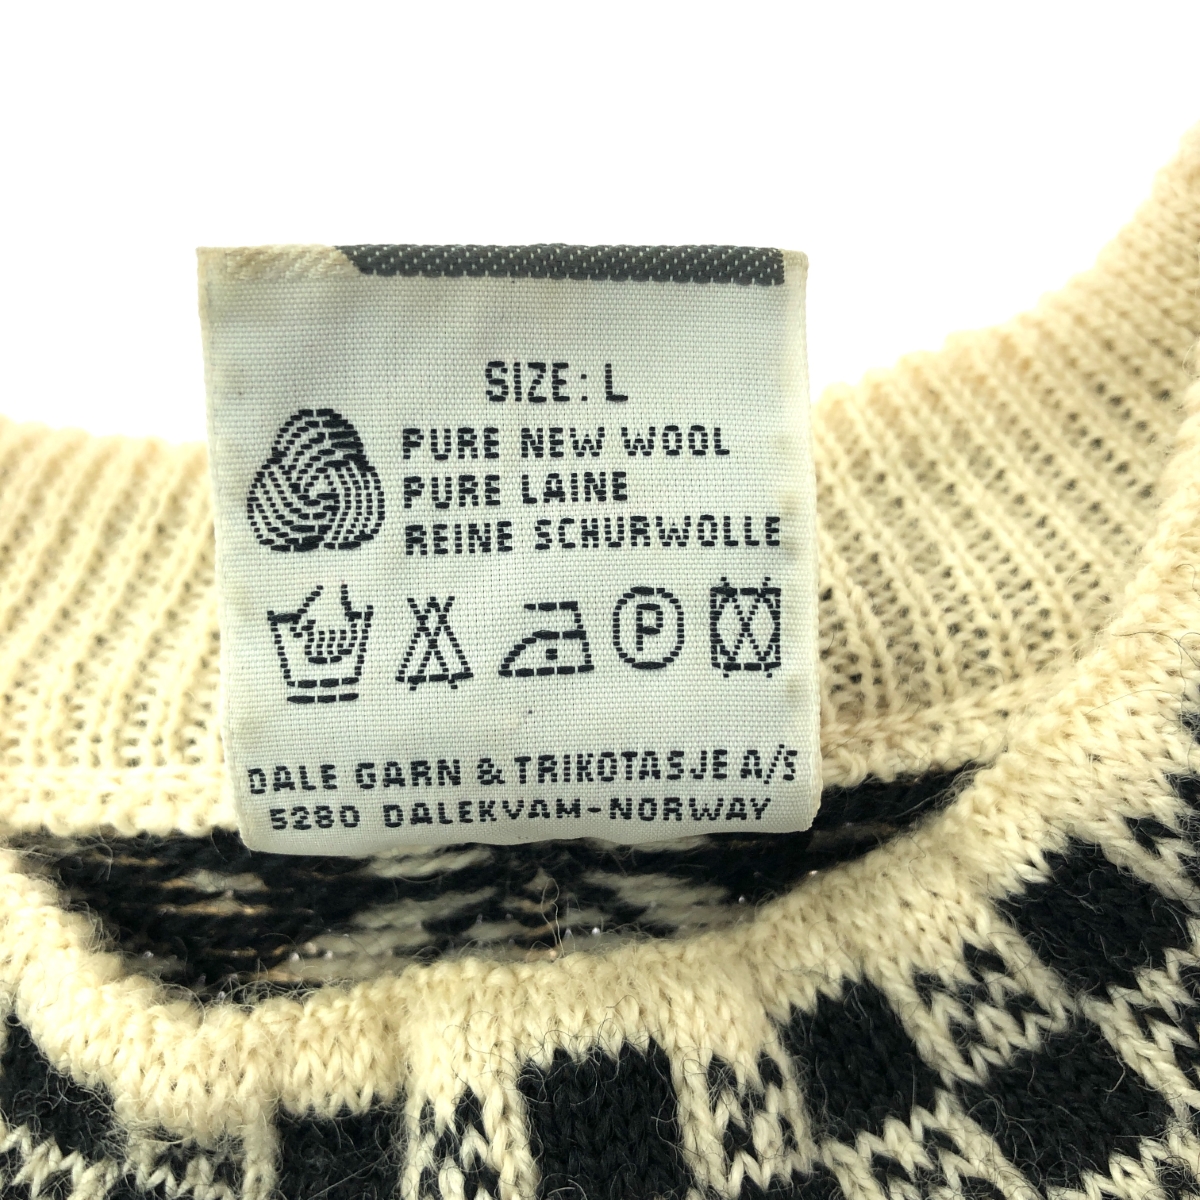 SIZE: L
PURE NEW WOOL
PURE LAINE
REINE SCHURWOLLE
P
DALE GARN & TRIKOTASJE A/S
5280 DALEKVAM-NORWAY